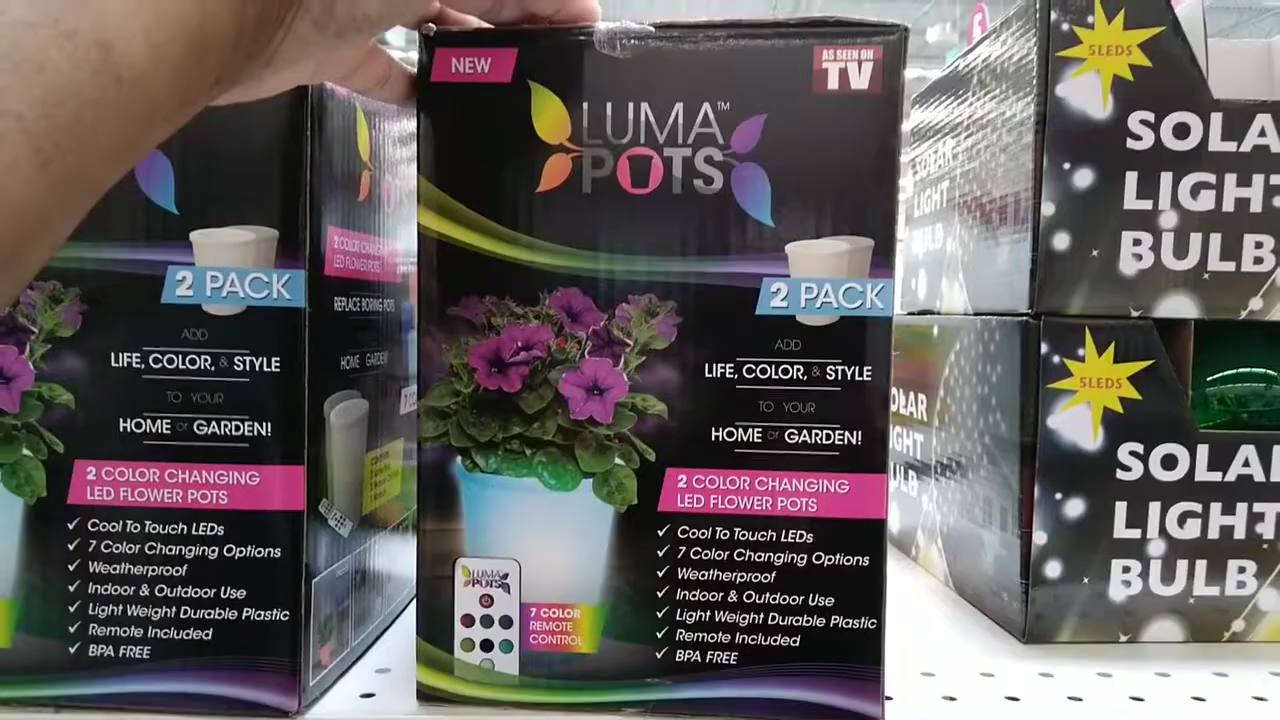 NEW
AS SEEN ON
TV
LUMA™
POTS
2 PACK
ADD
LIFE, COLOR, & STYLE
TO YOUR
HOME or GARDEN!
2 COLOR CHANGING
LED FLOWER POTS
✓ Cool To Touch LEDs
✓ 7 Color Changing Options
✓ Weatherproof
✓ Indoor & Outdoor Use
✓ Light Weight Durable Plastic
✓ Remote Included
✓ BPA FREE
LUMA
POTS
7 COLOR
REMOTE
CONTROL
2 PACK
ADD
LIFE, COLOR, & STYLE
TO YOUR
HOME or GARDEN!
2 COLOR CHANGING
LED FLOWER POTS
✓ Cool To Touch LEDs
✓ 7 Color Changing Options
✓ Weatherproof
✓ Indoor & Outdoor Use
✓ Light Weight Durable Plastic
✓ Remote Included
✓ BPA FREE
2 COLOR CHANGING
LED FLOWER POTS
REPLACE BORING POTS
HOME GARDEN!
5LEDS
SOLA
LIGHT
BULB
SOLAR
LIGHT
BULB
5LEDS
SOLAR
LIGHT
BULB